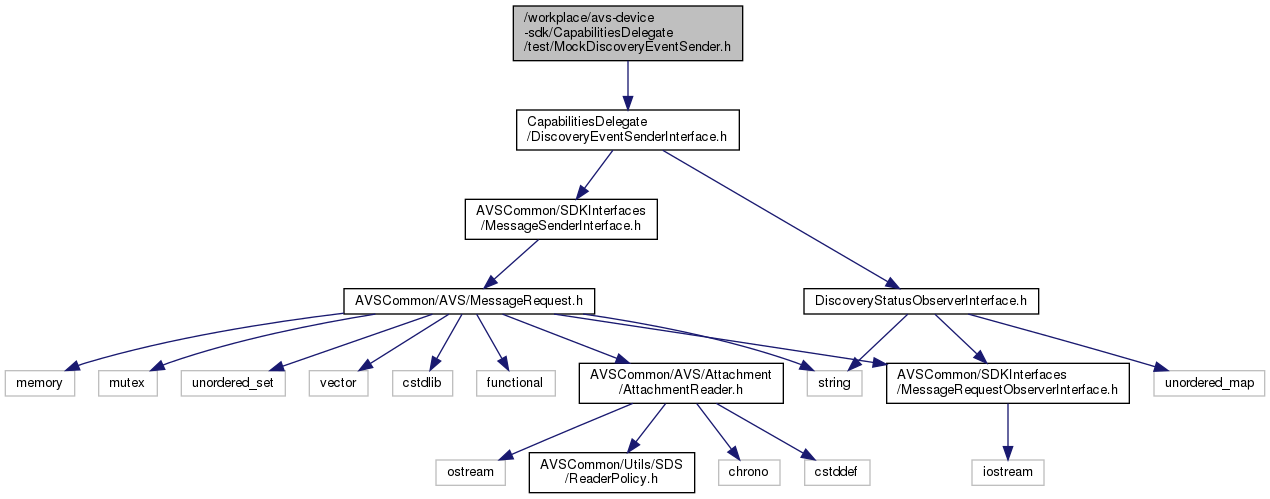 /workplace/avs-device
-sdk/CapabilitiesDelegate
/test/MockDiscoveryEventSender.h
CapabilitiesDelegate
/DiscoveryEventSenderInterface.h
AVSCommon/SDKInterfaces
/MessageSenderInterface.h
AVSCommon/AVS/MessageRequest.h
DiscoveryStatusObserverInterface.h
memory
mutex
unordered_set
vector
cstdlib
functional
AVSCommon/AVS/Attachment
/AttachmentReader.h
string
AVSCommon/SDKInterfaces
/MessageRequestObserverInterface.h
unordered_map
ostream
AVSCommon/Utils/SDS
/ReaderPolicy.h
chrono
cstddef
iostream